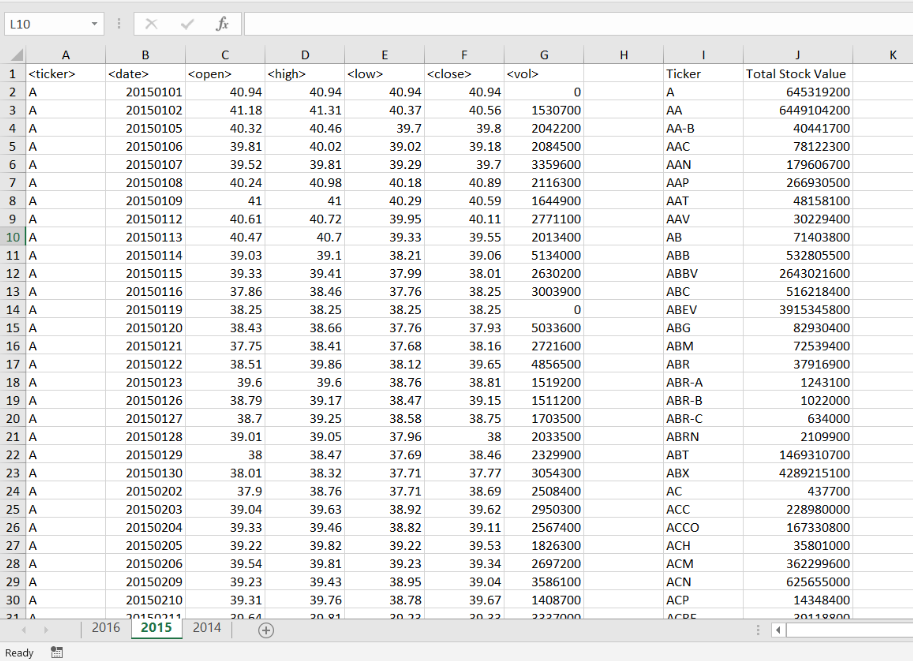 L10 fx
A B C D E F G H I J K
1 <ticker> <date> <open> <high> <low> <close> <vol> Ticker Total Stock Value
2 A 20150101 40.94 40.94 40.94 40.94 0 A 645319200
3 A 20150102 41.18 41.31 40.37 40.56 1530700 AA 6449104200
4 A 20150105 40.32 40.46 39.7 39.8 2042200 AA-B 40441700
5 A 20150106 39.81 40.02 39.02 39.18 2084500 AAC 78122300
6 A 20150107 39.52 39.81 39.29 39.7 3359600 AAN 179606700
7 A 20150108 40.24 40.98 40.18 40.89 2116300 AAP 266930500
8 A 20150109 41 41 40.29 40.59 1644900 AAT 48158100
9 A 20150112 40.61 40.72 39.95 40.11 2771100 AAV 30229400
10 A 20150113 40.47 40.7 39.33 39.55 2013400 AB 71403800
11 A 20150114 39.03 39.1 38.21 39.06 5134000 ABB 532805500
12 A 20150115 39.33 39.41 37.99 38.01 2630200 ABBV 2643021600
13 A 20150116 37.86 38.46 37.76 38.25 3003900 ABC 516218400
14 A 20150119 38.25 38.25 38.25 38.25 0 ABEV 3915345800
15 A 20150120 38.43 38.66 37.76 37.93 5033600 ABG 82930400
16 A 20150121 37.75 38.41 37.68 38.16 2721600 ABM 72539400
17 A 20150122 38.51 39.86 38.12 39.65 4856500 ABR 37916900
18 A 20150123 39.6 39.6 38.76 38.81 1519200 ABR-A 1243100
19 A 20150126 38.79 39.17 38.47 39.15 1511200 ABR-B 1022000
20 A 20150127 38.7 39.25 38.58 38.75 1703500 ABR-C 634000
21 A 20150128 39.01 39.05 37.96 38 2033500 ABRN 2109900
22 A 20150129 38 38.47 37.69 38.46 2329900 ABT 1469310700
23 A 20150130 38.01 38.32 37.71 37.77 3054300 ABX 4289215100
24 A 20150202 37.9 38.76 37.71 38.69 2508400 AC 437700
25 A 20150203 39.04 39.63 38.92 39.62 2950300 ACC 228980000
26 A 20150204 39.33 39.46 38.82 39.11 2567400 ACCO 167330800
27 A 20150205 39.22 39.82 39.22 39.53 1826300 ACH 35801000
28 A 20150206 39.54 39.81 39.23 39.34 2697200 ACM 362299600
29 A 20150209 39.23 39.43 38.95 39.04 3586100 ACN 625655000
30 A 20150210 39.31 39.76 38.78 39.67 1408700 ACP 14348400
31 A 20150211
2016 2015 2014
Ready